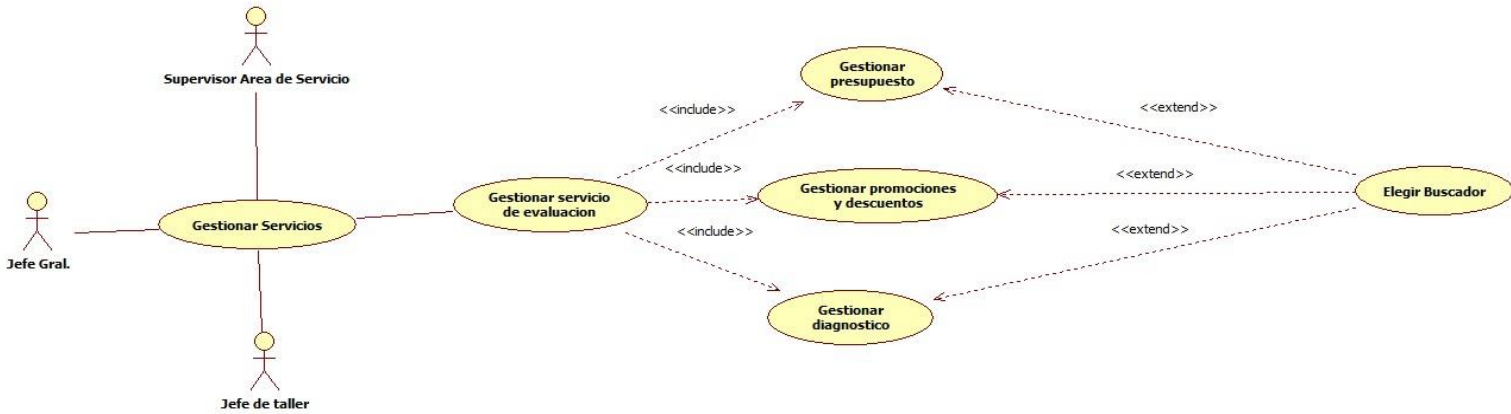 Supervisor Area de Servicio
Gestionar
presupuesto
<<include>>
<<extend>>
<<include>>
Gestionar promociones
y descuentos
<<extend>>
Elegir Buscador
Gestionar servicio
de evaluacion
Gestionar Servicios
<<include>>
<<extend>>
Jefe Gral.
Gestionar
diagnostico
Jefe de taller